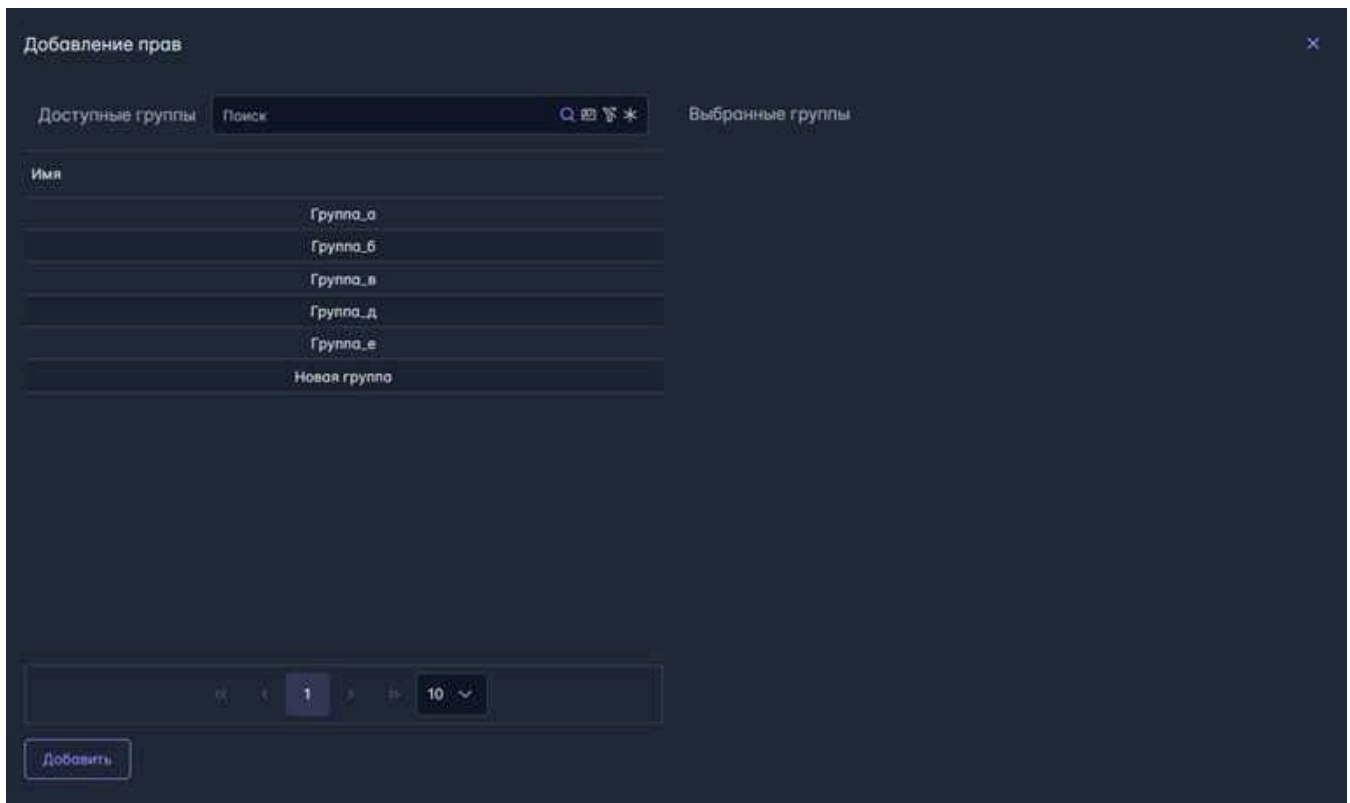 Добавление прав
Доступные группы
Поиск
Выбранные группы
Имя
Группа_а
Группа_б
Группа_в
Группа_д
Группа_е
Новая группа
1
10
Добавить